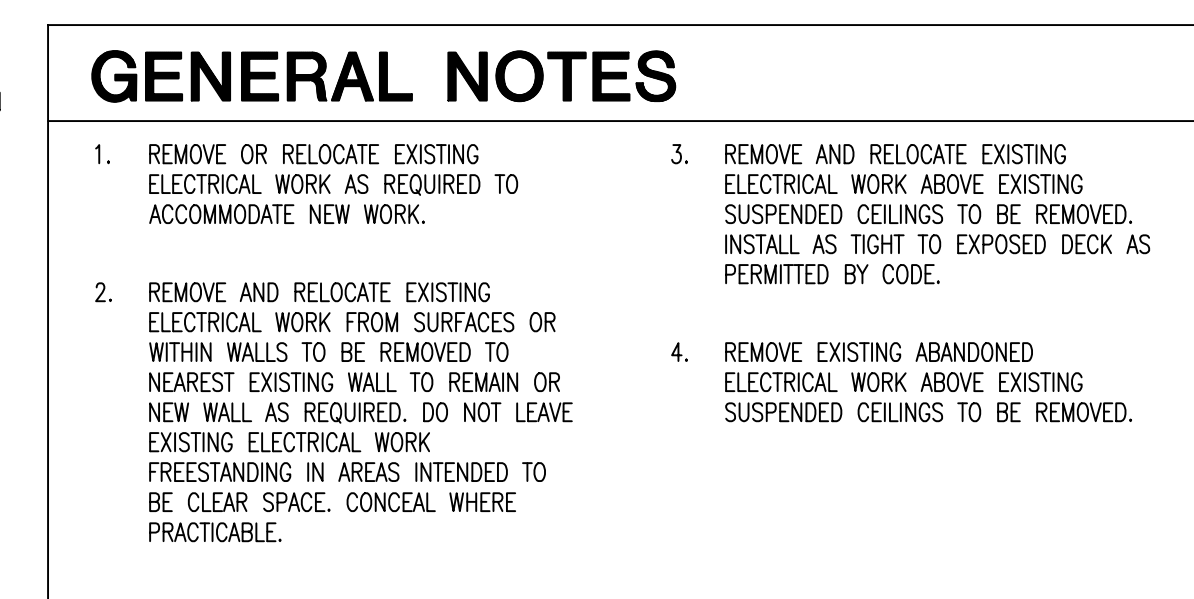 GENERAL NOTES
1. REMOVE OR RELOCATE EXISTING
ELECTRICAL WORK AS REQUIRED TO
ACCOMMODATE NEW WORK.
2. REMOVE AND RELOCATE EXISTING
ELECTRICAL WORK FROM SURFACES OR
WITHIN WALLS TO BE REMOVED TO
NEAREST EXISTING WALL TO REMAIN OR
NEW WALL AS REQUIRED. DO NOT LEAVE
EXISTING ELECTRICAL WORK
FREESTANDING IN AREAS INTENDED TO
BE CLEAR SPACE. CONCEAL WHERE
PRACTICABLE.
3. REMOVE AND RELOCATE EXISTING
ELECTRICAL WORK ABOVE EXISTING
SUSPENDED CEILINGS TO BE REMOVED.
INSTALL AS TIGHT TO EXPOSED DECK AS
PERMITTED BY CODE.
4. REMOVE EXISTING ABANDONED
ELECTRICAL WORK ABOVE EXISTING
SUSPENDED CEILINGS TO BE REMOVED.